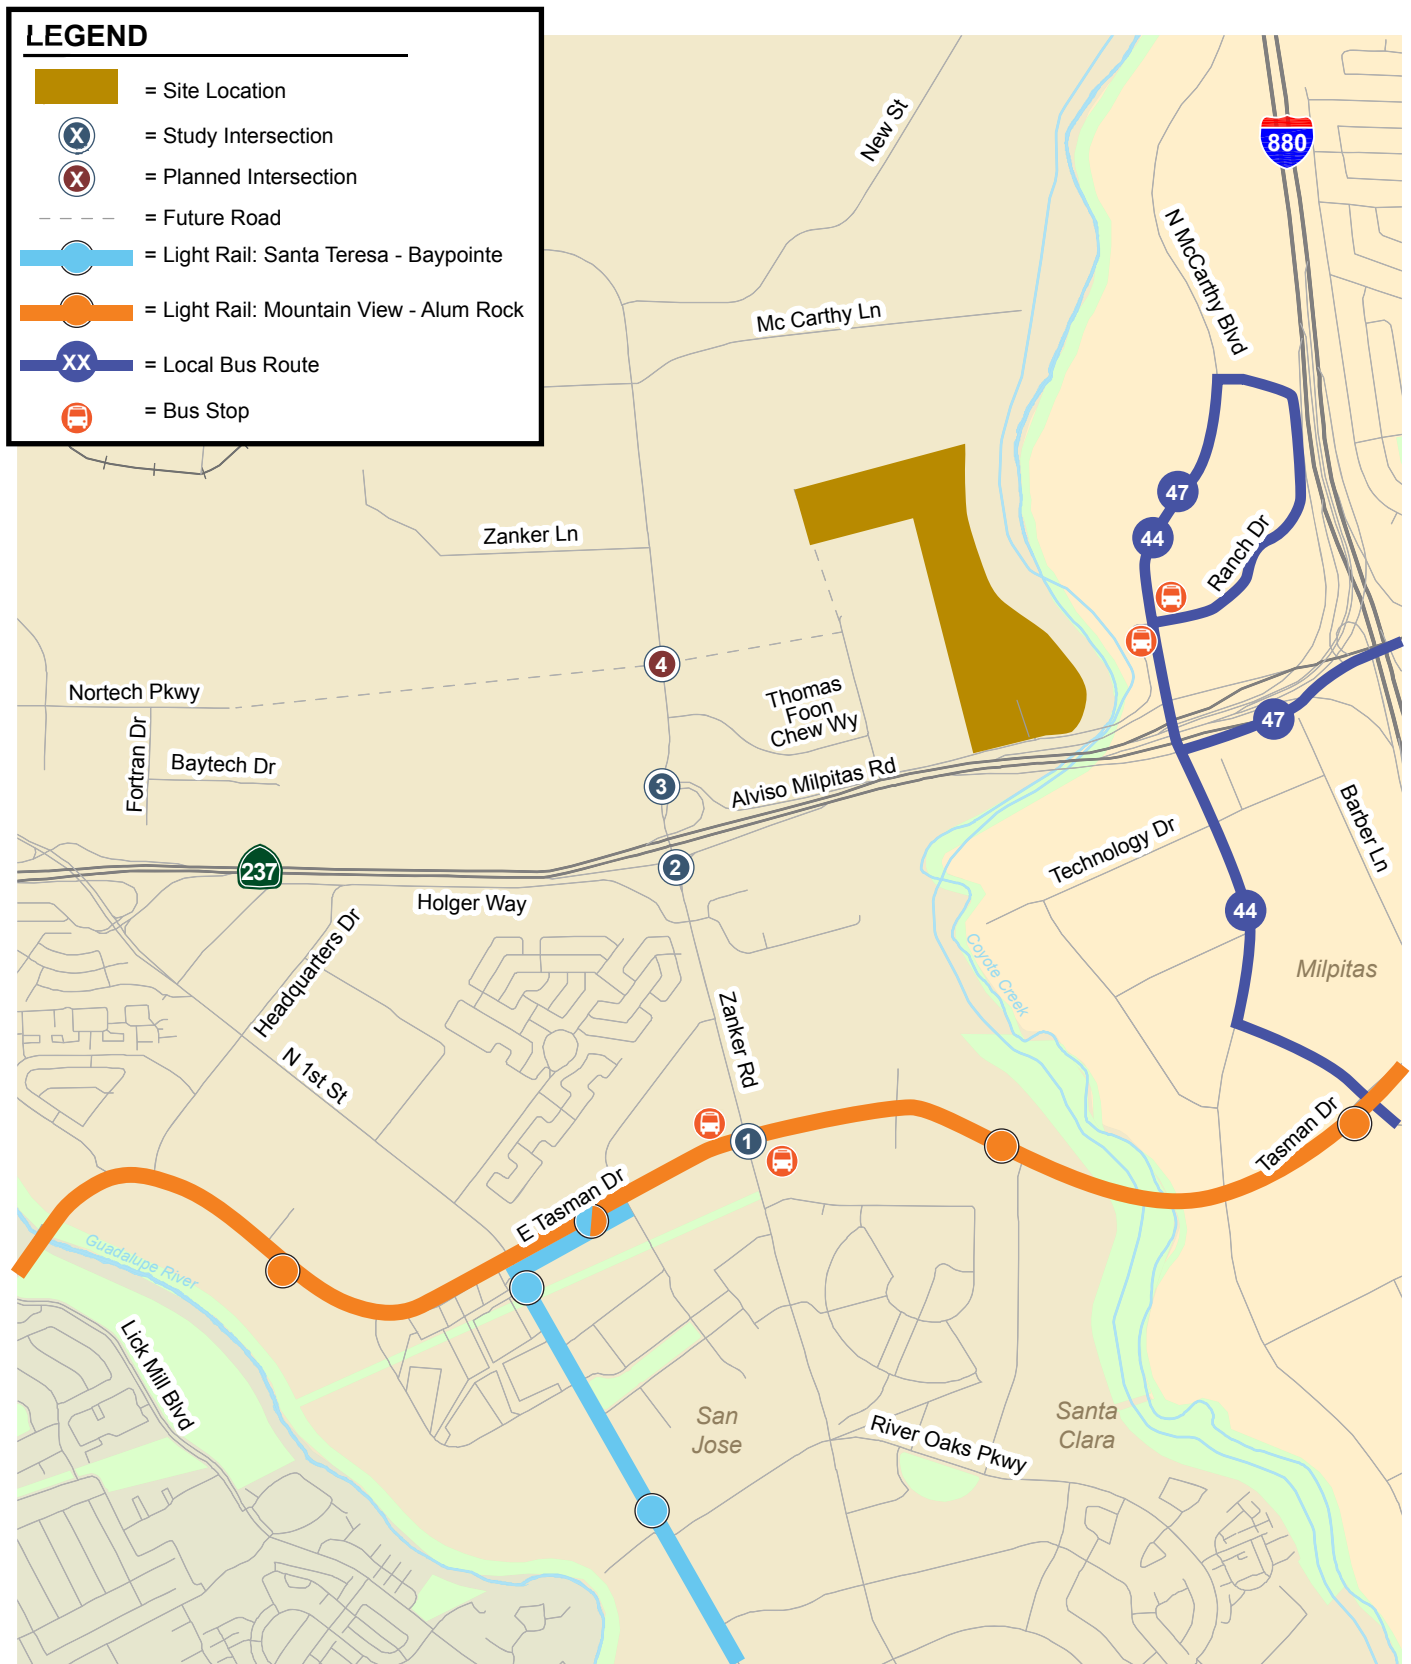 LEGEND
= Site Location
X
= Study Intersection
X
= Planned Intersection
= Future Road
= Light Rail: Santa Teresa - Baypointe
= Light Rail: Mountain View - Alum Rock
XX
= Local Bus Route
= Bus Stop
New St
880
N McCarthy Blvd
Mc Carthy Ln
47
44
Zanker Ln
Ranch Dr
4
Nortech Pkwy
Thomas
Foon
Chew Wy
47
Fortran Dr
Baytech Dr
3
Alviso Milpitas Rd
Barber Ln
Technology Dr
237
2
Holger Way
44
Headquarters Dr
Coyote Creek
Milpitas
Zanker Rd
N 1st St
1
Tasman Dr
E Tasman Dr
Guadalupe River
Lick Mill Blvd
San
Jose
Santa
Clara
River Oaks Pkwy